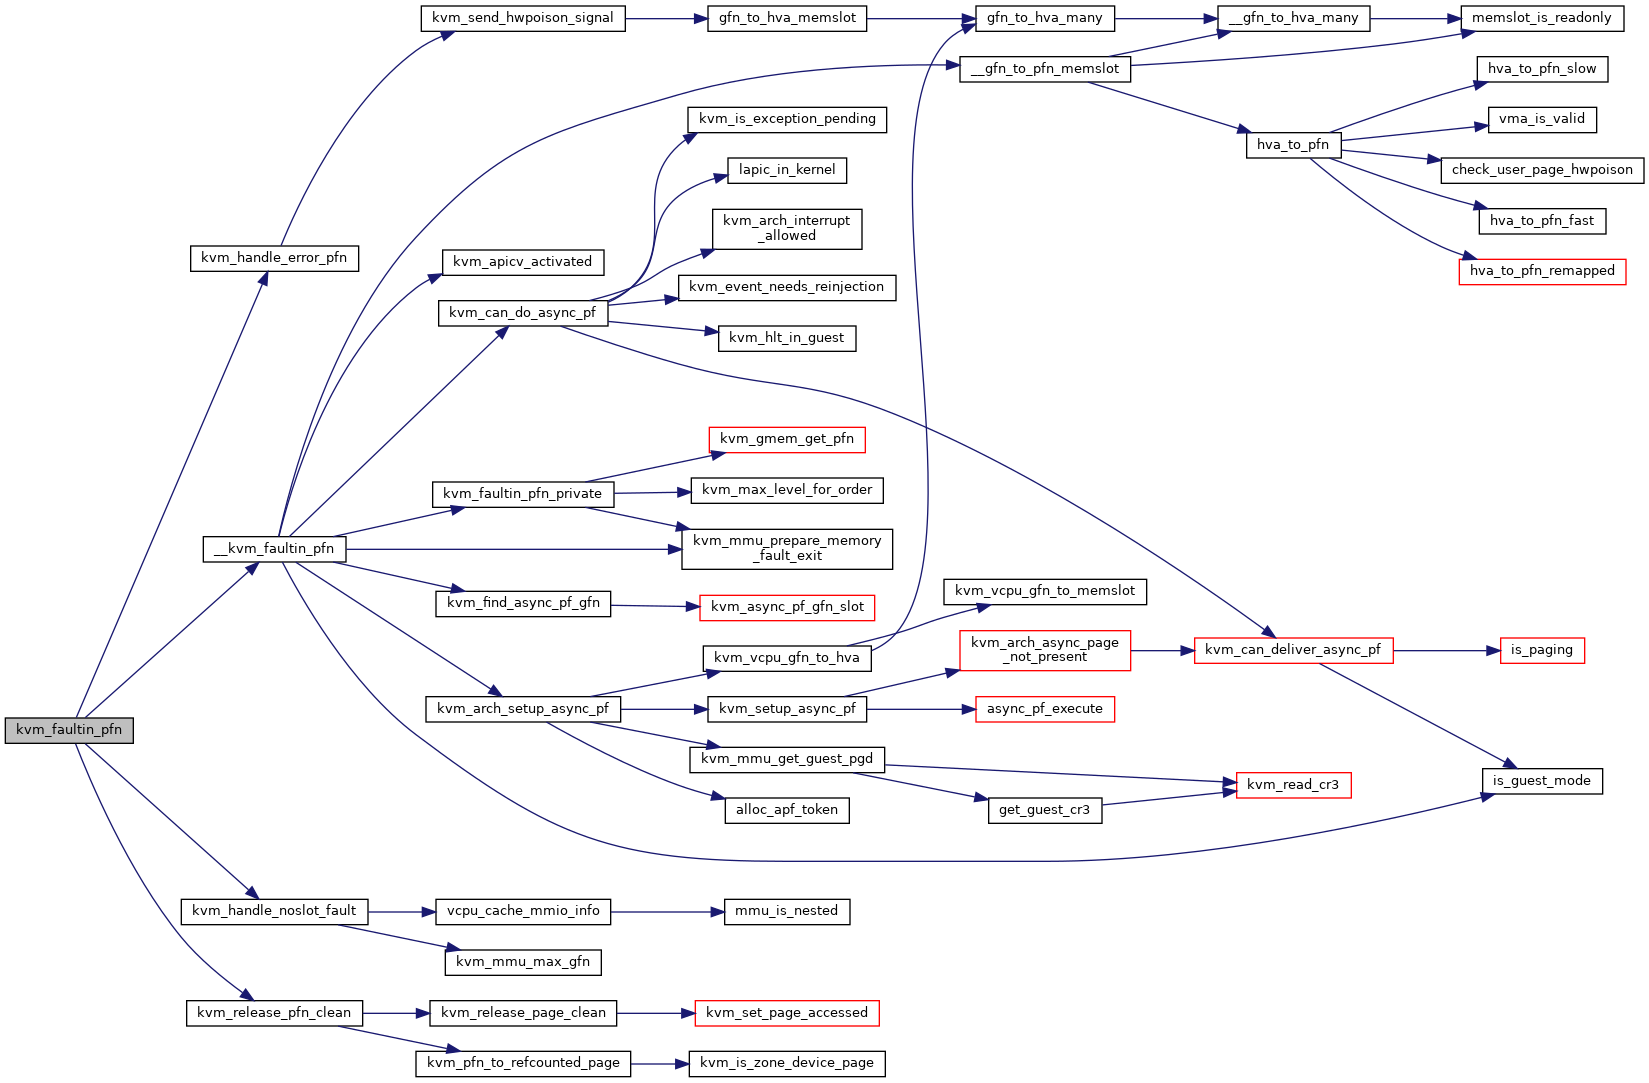 kvm_send_hwpoison_signal
gfn_to_hva_memslot
gfn_to_hva_many
__gfn_to_hva_many
memslot_is_readonly
__gfn_to_pfn_memslot
hva_to_pfn_slow
kvm_is_exception_pending
vma_is_valid
hva_to_pfn
lapic_in_kernel
check_user_page_hwpoison
kvm_arch_interrupt
_allowed
hva_to_pfn_fast
kvm_handle_error_pfn
kvm_apicv_activated
hva_to_pfn_remapped
kvm_event_needs_reinjection
kvm_can_do_async_pf
kvm_hlt_in_guest
kvm_gmem_get_pfn
kvm_faultin_pfn_private
kvm_max_level_for_order
__kvm_faultin_pfn
kvm_mmu_prepare_memory
_fault_exit
kvm_vcpu_gfn_to_memslot
kvm_find_async_pf_gfn
kvm_async_pf_gfn_slot
kvm_vcpu_gfn_to_hva
kvm_arch_async_page
_not_present
kvm_can_deliver_async_pf
is_paging
kvm_arch_setup_async_pf
kvm_setup_async_pf
async_pf_execute
kvm_faultin_pfn
kvm_mmu_get_guest_pgd
kvm_read_cr3
is_guest_mode
alloc_apf_token
get_guest_cr3
kvm_handle_noslot_fault
vcpu_cache_mmio_info
mmu_is_nested
kvm_mmu_max_gfn
kvm_release_pfn_clean
kvm_release_page_clean
kvm_set_page_accessed
kvm_pfn_to_refcounted_page
kvm_is_zone_device_page